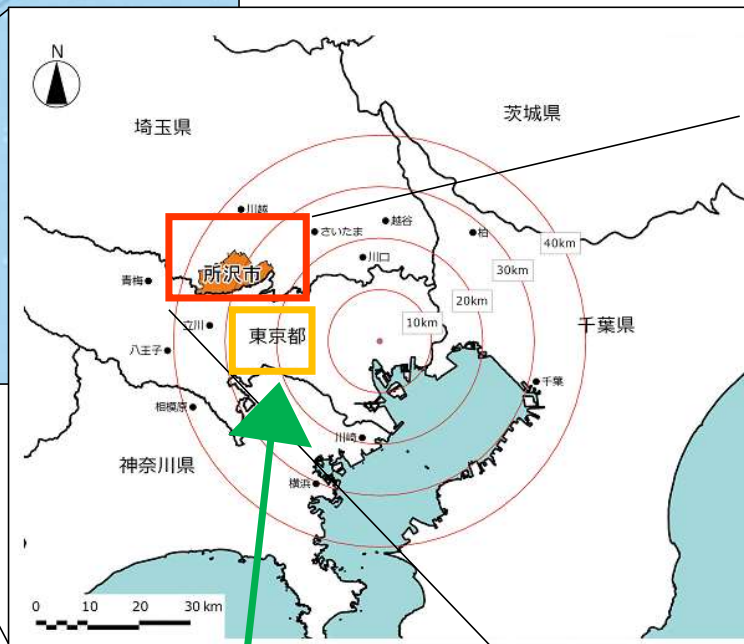 N
埼玉県
茨城県
川越
越谷
さいたま
柏
40km
川口
30km
所沢市
青梅
20km
10km
立川
東京都
千葉県
八王子
千葉
相模原
川崎
神奈川県
横浜
0 10 20 30 km